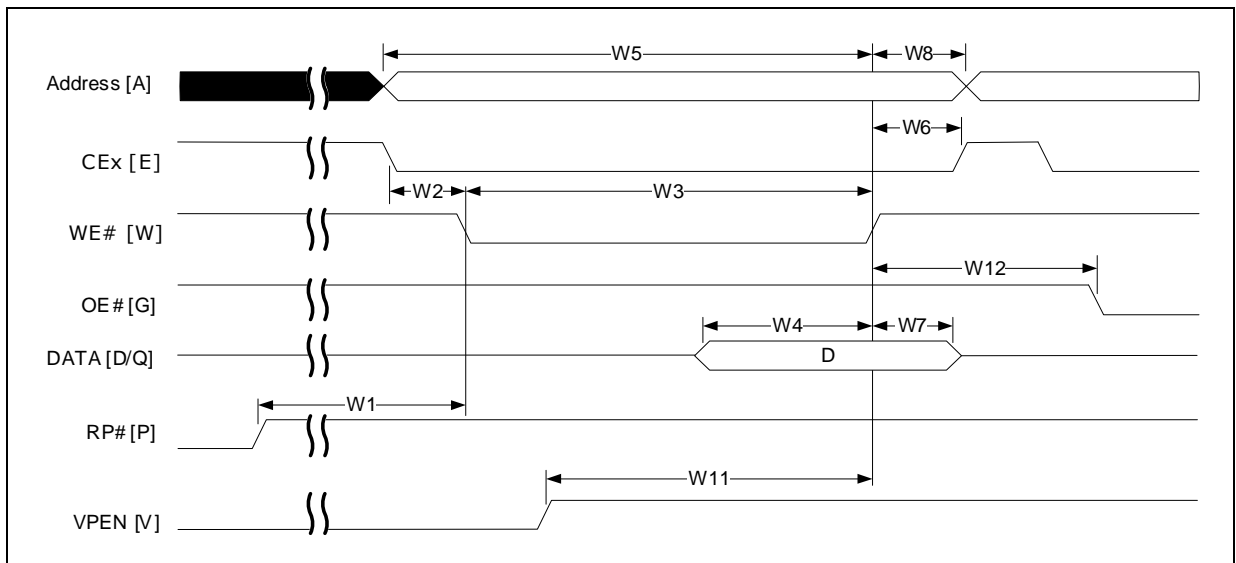 W5
W8
Address [A]
W6
CEx [E]
W2
W3
WE# [W]
W12
OE# [G]
W4
W7
DATA [D/Q]
D
W1
RP# [P]
W11
VPEN [V]